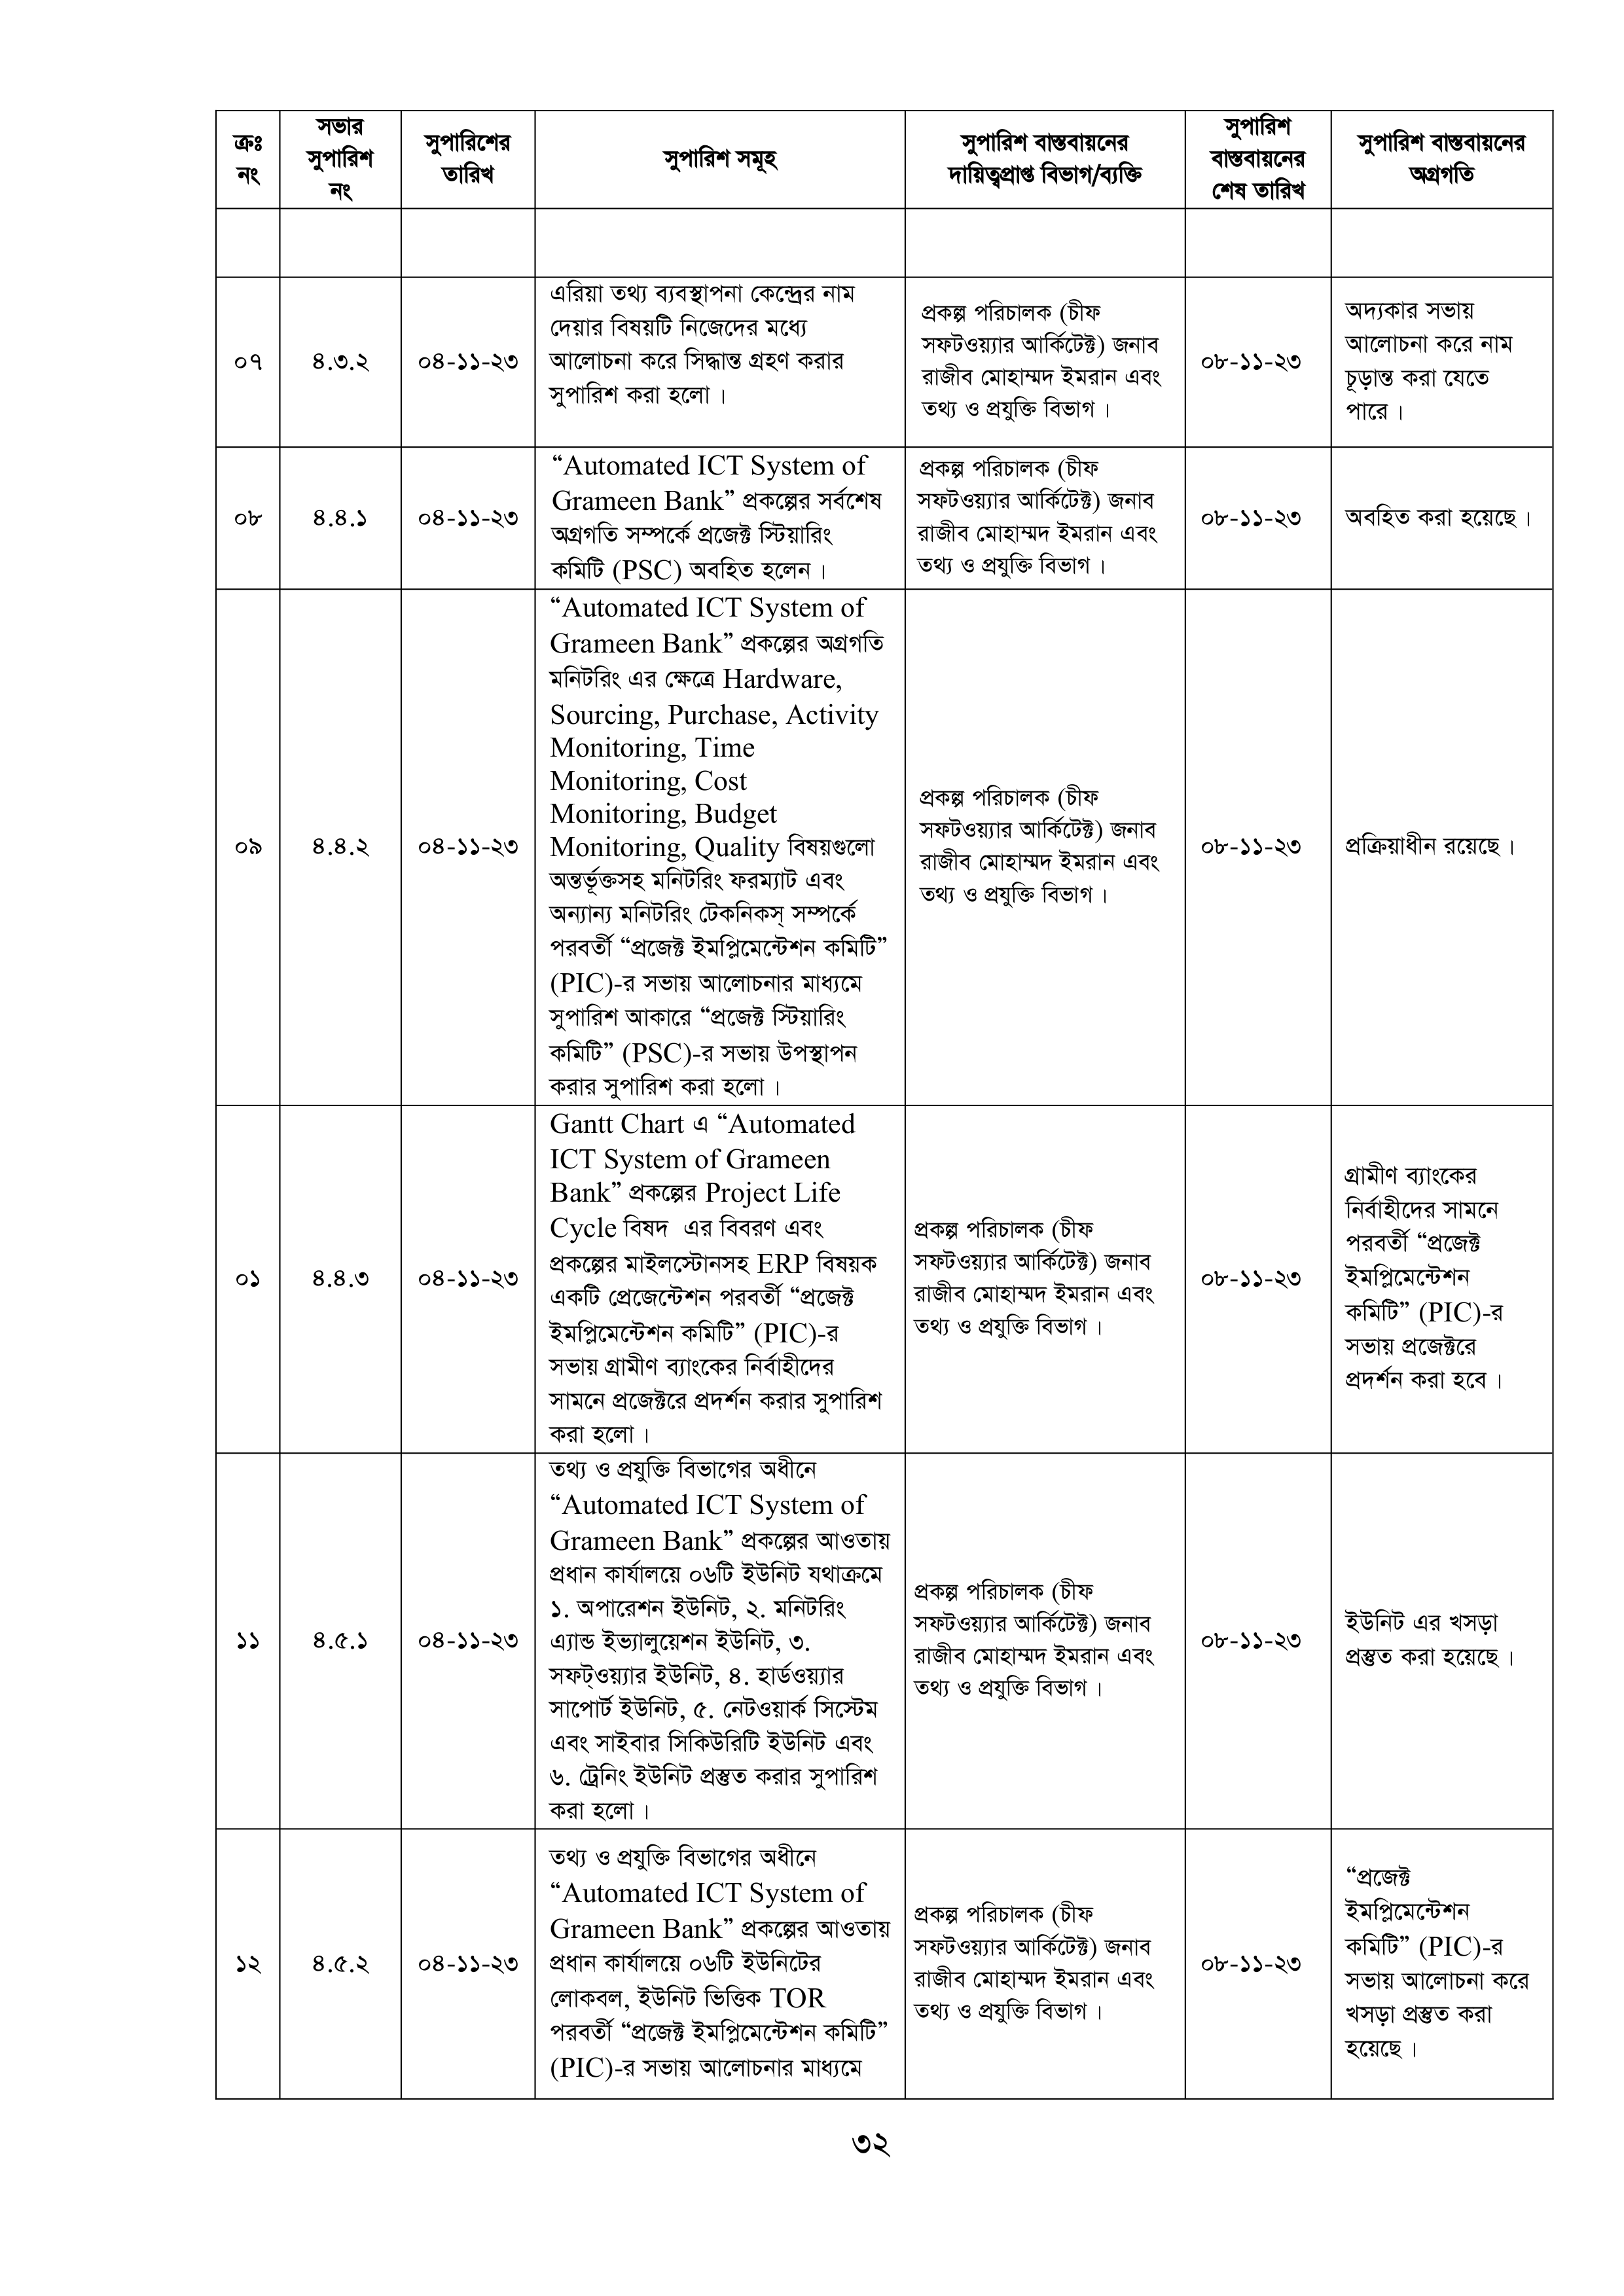 ক্রঃ
নং
সভার
সুপারিশ
নং
সুপারিশের
তারিখ
সুপারিশ সমূহ
সুপারিশ বাস্তবায়নের
দায়িত্বপ্রাপ্ত বিভাগ/ব্যক্তি
সুপারিশ
বাস্তবায়নের
শেষ তারিখ
সুপারিশ বাস্তবায়নের
অগ্রগতি
০৭
৪.৩.২
০৪-১১-২৩
এরিয়া তথ্য ব্যবস্থাপনা কেন্দ্রের নাম
দেয়ার বিষয়টি নিজেদের মধ্যে
আলোচনা করে সিদ্ধান্ত গ্রহণ করার
সুপারিশ করা হলো।
প্রকল্প পরিচালক (চীফ
সফটওয়্যার আর্কিটেক্ট) জনাব
রাজীব মোহাম্মদ ইমরান এবং
তথ্য ও প্রযুক্তি বিভাগ।
০৮-১১-২৩
অদ্যকার সভায়
আলোচনা করে নাম
চূড়ান্ত করা যেতে
পারে।
০৮
৪.৪.১
০৪-১১-২৩
“Automated ICT System of
Grameen Bank” প্রকল্পের সর্বশেষ
অগ্রগতি সম্পর্কে প্রজেক্ট স্টিয়ারিং
কমিটি (PSC) অবহিত হলেন।
প্রকল্প পরিচালক (চীফ
সফটওয়্যার আর্কিটেক্ট) জনাব
রাজীব মোহাম্মদ ইমরান এবং
তথ্য ও প্রযুক্তি বিভাগ।
০৮-১১-২৩
অবহিত করা হয়েছে।
০৯
৪.৪.২
০৪-১১-২৩
“Automated ICT System of
Grameen Bank” প্রকল্পের অগ্রগতি
মনিটরিং এর ক্ষেত্রে Hardware,
Sourcing, Purchase, Activity
Monitoring, Time
Monitoring, Cost
Monitoring, Budget
Monitoring, Quality বিষয়গুলো
অন্তর্ভূক্তসহ মনিটরিং ফরম্যাট এবং
অন্যান্য মনিটরিং টেকনিকস্ সম্পর্কে
পরবর্তী “প্রজেক্ট ইমপ্লিমেন্টেশন কমিটি”
(PIC)-র সভায় আলোচনার মাধ্যমে
সুপারিশ আকারে “প্রজেক্ট স্টিয়ারিং
কমিটি” (PSC)-র সভায় উপস্থাপন
করার সুপারিশ করা হলো।
প্রকল্প পরিচালক (চীফ
সফটওয়্যার আর্কিটেক্ট) জনাব
রাজীব মোহাম্মদ ইমরান এবং
তথ্য ও প্রযুক্তি বিভাগ।
০৮-১১-২৩
প্রক্রিয়াধীন রয়েছে।
০১
৪.৪.৩
০৪-১১-২৩
Gantt Chart এ “Automated
ICT System of Grameen
Bank” প্রকল্পের Project Life
Cycle বিষদ এর বিবরণ এবং
প্রকল্পের মাইলস্টোনসহ ERP বিষয়ক
একটি প্রেজেন্টেশন পরবর্তী “প্রজেক্ট
ইমপ্লিমেন্টেশন কমিটি” (PIC)-র
সভায় গ্রামীণ ব্যাংকের নির্বাহীদের
সামনে প্রজেক্টরে প্রদর্শন করার সুপারিশ
করা হলো।
প্রকল্প পরিচালক (চীফ
সফটওয়্যার আর্কিটেক্ট) জনাব
রাজীব মোহাম্মদ ইমরান এবং
তথ্য ও প্রযুক্তি বিভাগ।
০৮-১১-২৩
গ্রামীণ ব্যাংকের
নির্বাহীদের সামনে
পরবর্তী “প্রজেক্ট
ইমপ্লিমেন্টেশন
কমিটি” (PIC)-র
সভায় প্রজেক্টরে
প্রদর্শন করা হবে।
১১
৪.৫.১
০৪-১১-২৩
তথ্য ও প্রযুক্তি বিভাগের অধীনে
“Automated ICT System of
Grameen Bank” প্রকল্পের আওতায়
প্রধান কার্যালয়ে ০৬টি ইউনিট যথাক্রমে
১. অপারেশন ইউনিট, ২. মনিটরিং
এ্যান্ড ইভ্যালুয়েশন ইউনিট, ৩.
সফট্ওয়্যার ইউনিট, ৪. হার্ডওয়্যার
সাপোর্ট ইউনিট, ৫. নেটওয়ার্ক সিস্টেম
এবং সাইবার সিকিউরিটি ইউনিট এবং
৬. ট্রেনিং ইউনিট প্রস্তুত করার সুপারিশ
করা হলো।
প্রকল্প পরিচালক (চীফ
সফটওয়্যার আর্কিটেক্ট) জনাব
রাজীব মোহাম্মদ ইমরান এবং
তথ্য ও প্রযুক্তি বিভাগ।
০৮-১১-২৩
ইউনিট এর খসড়া
প্রস্তুত করা হয়েছে।
১২
৪.৫.২
০৪-১১-২৩
তথ্য ও প্রযুক্তি বিভাগের অধীনে
“Automated ICT System of
Grameen Bank” প্রকল্পের আওতায়
প্রধান কার্যালয়ে ০৬টি ইউনিটের
লোকবল, ইউনিট ভিত্তিক TOR
পরবর্তী “প্রজেক্ট ইমপ্লিমেন্টেশন কমিটি”
(PIC)-র সভায় আলোচনার মাধ্যমে
প্রকল্প পরিচালক (চীফ
সফটওয়্যার আর্কিটেক্ট) জনাব
রাজীব মোহাম্মদ ইমরান এবং
তথ্য ও প্রযুক্তি বিভাগ।
০৮-১১-২৩
“প্রজেক্ট
ইমপ্লিমেন্টেশন
কমিটি” (PIC)-র
সভায় আলোচনা করে
খসড়া প্রস্তুত করা
হয়েছে।
৩২